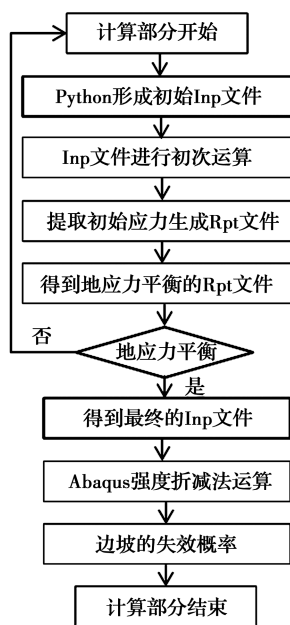 计算部分开始
Python形成初始Inp文件
Inp文件进行初次运算
提取初始应力生成Rpt文件
得到地应力平衡的Rpt文件
否
地应力平衡
是
得到最终的Inp文件
Abaqus强度折减法运算
边坡的失效概率
计算部分结束